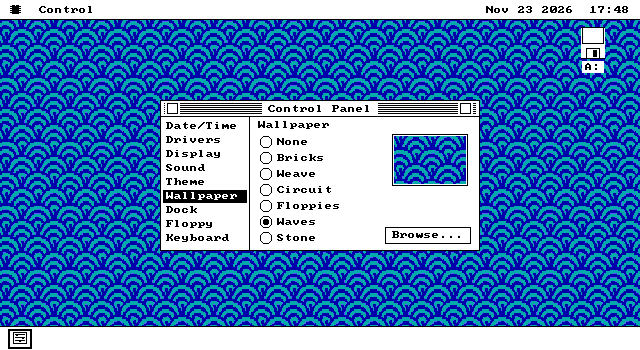 Control Nov 23 2026 17:48
A:
Control Panel
Date/Time
Drivers
Display
Sound
Theme
Wallpaper
Dock
Floppy
Keyboard
Wallpaper
None
Bricks
Weave
Circuit
Floppies
Waves
Stone
Browse...